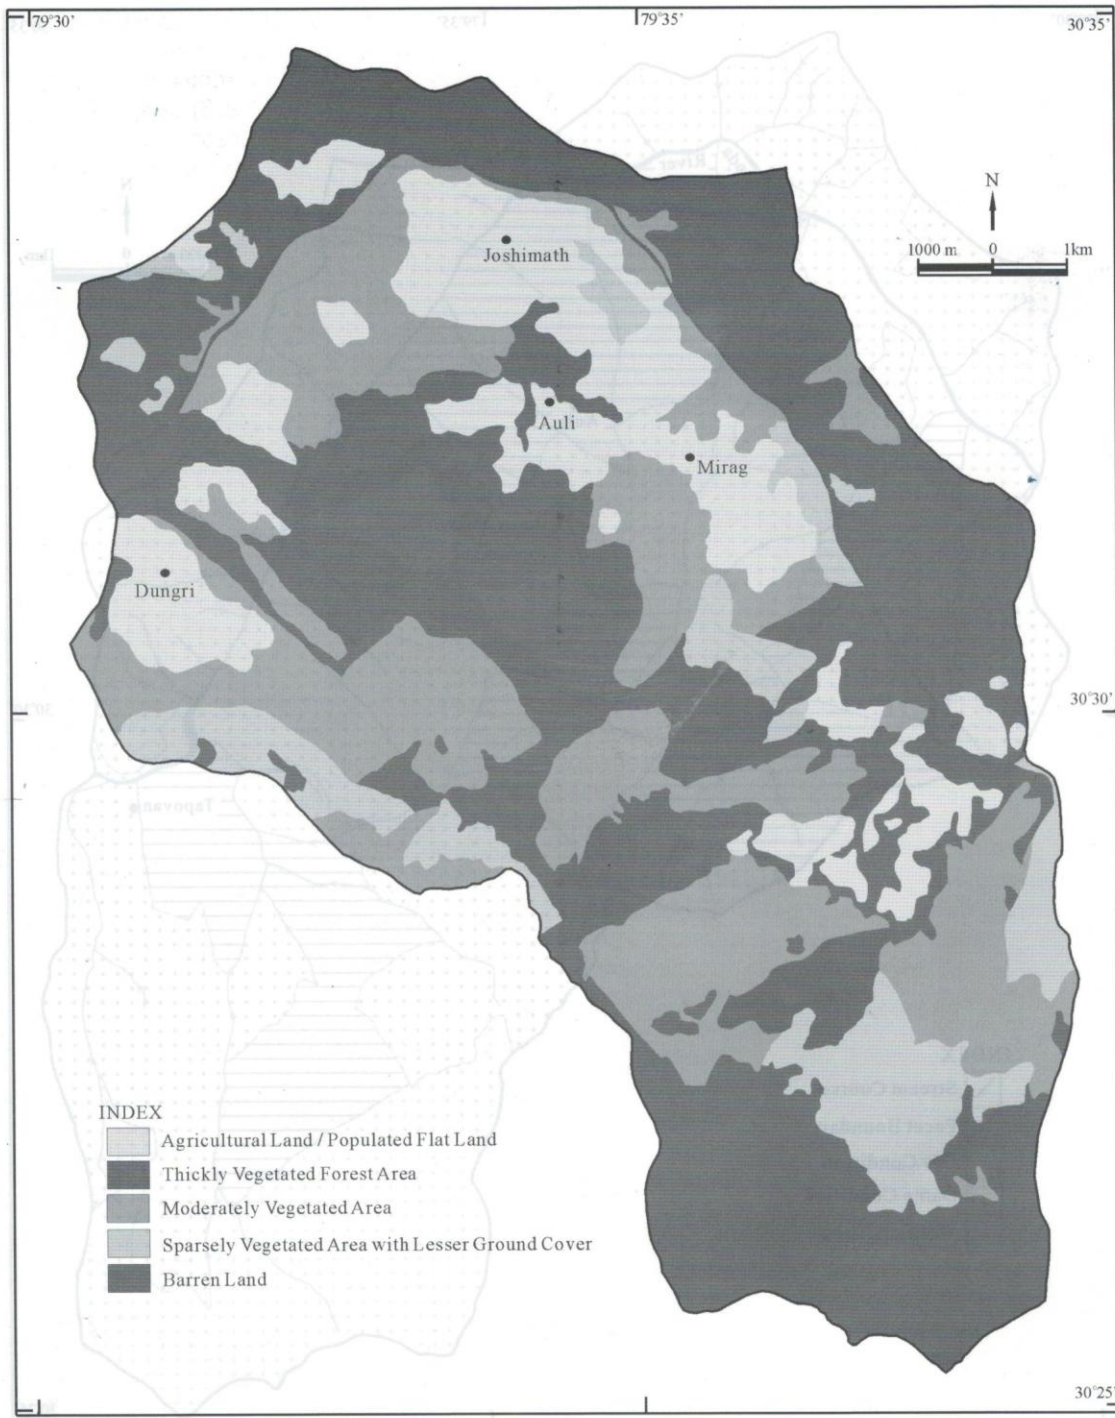 79°30'
79°35'
30°35'
N
1000 m 0 1km
Joshimath
Auli
Mirag
Dungri
30°30'
Tapovan
INDEX
Agricultural Land / Populated Flat Land
Thickly Vegetated Forest Area
Moderately Vegetated Area
Sparsely Vegetated Area with Lesser Ground Cover
Barren Land
30°25'